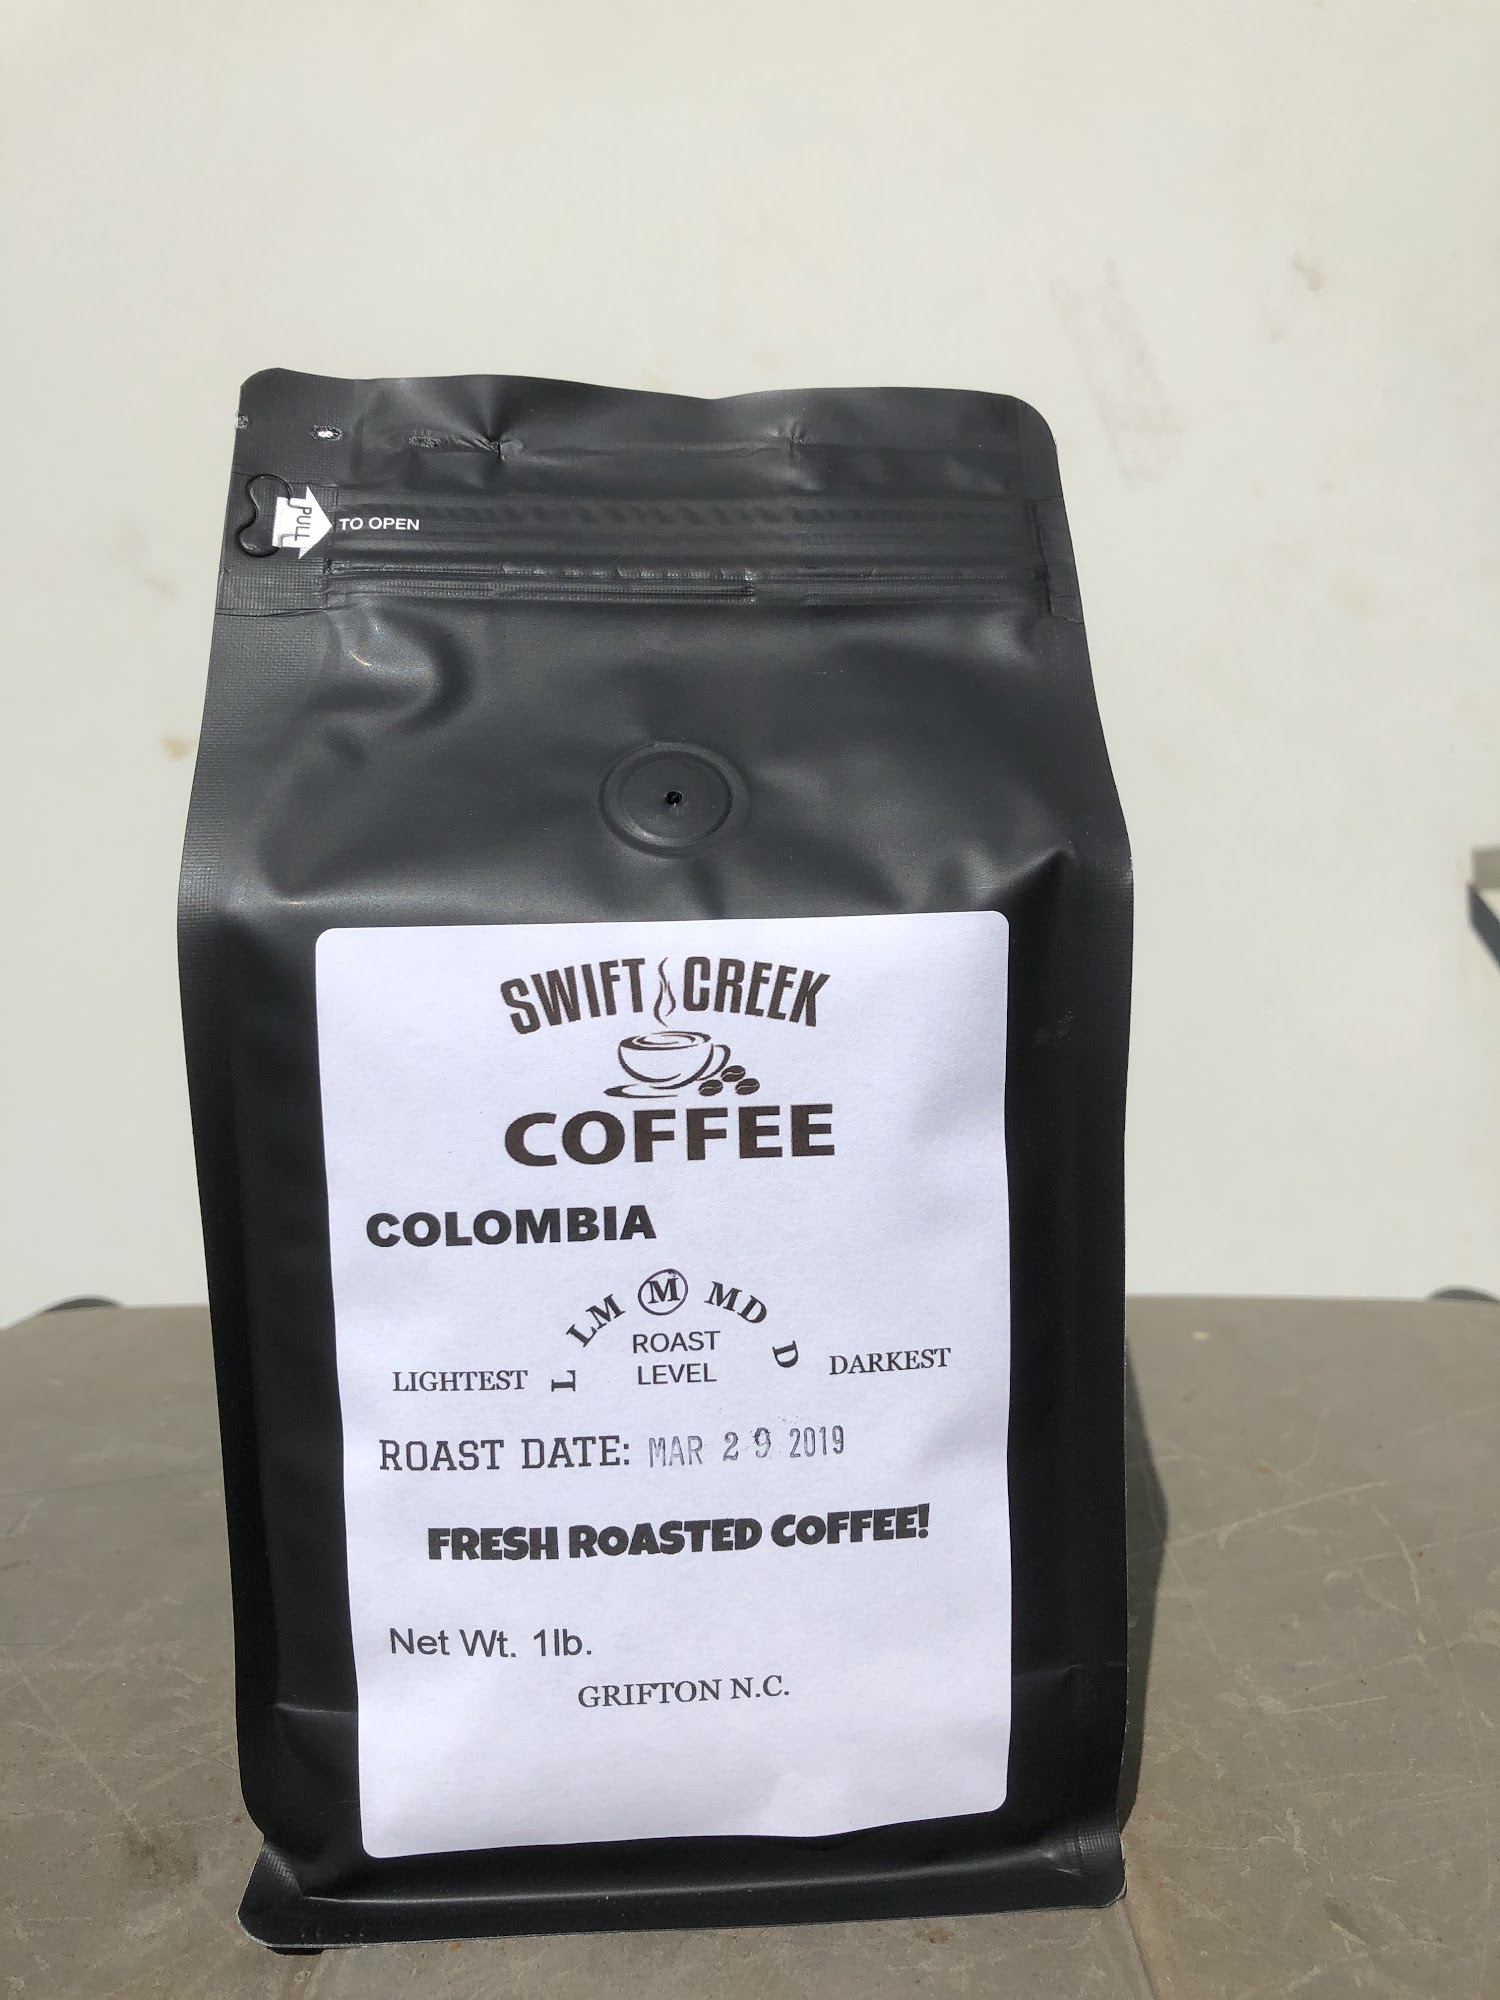 PULL TO OPEN
SWIFT CREEK
COFFEE
COLOMBIA
L LM M MD D
ROAST
LEVEL
LIGHTEST
DARKEST
ROAST DATE: MAR 29 2019
FRESH ROASTED COFFEE!
Net Wt. 1lb.
GRIFTON N.C.